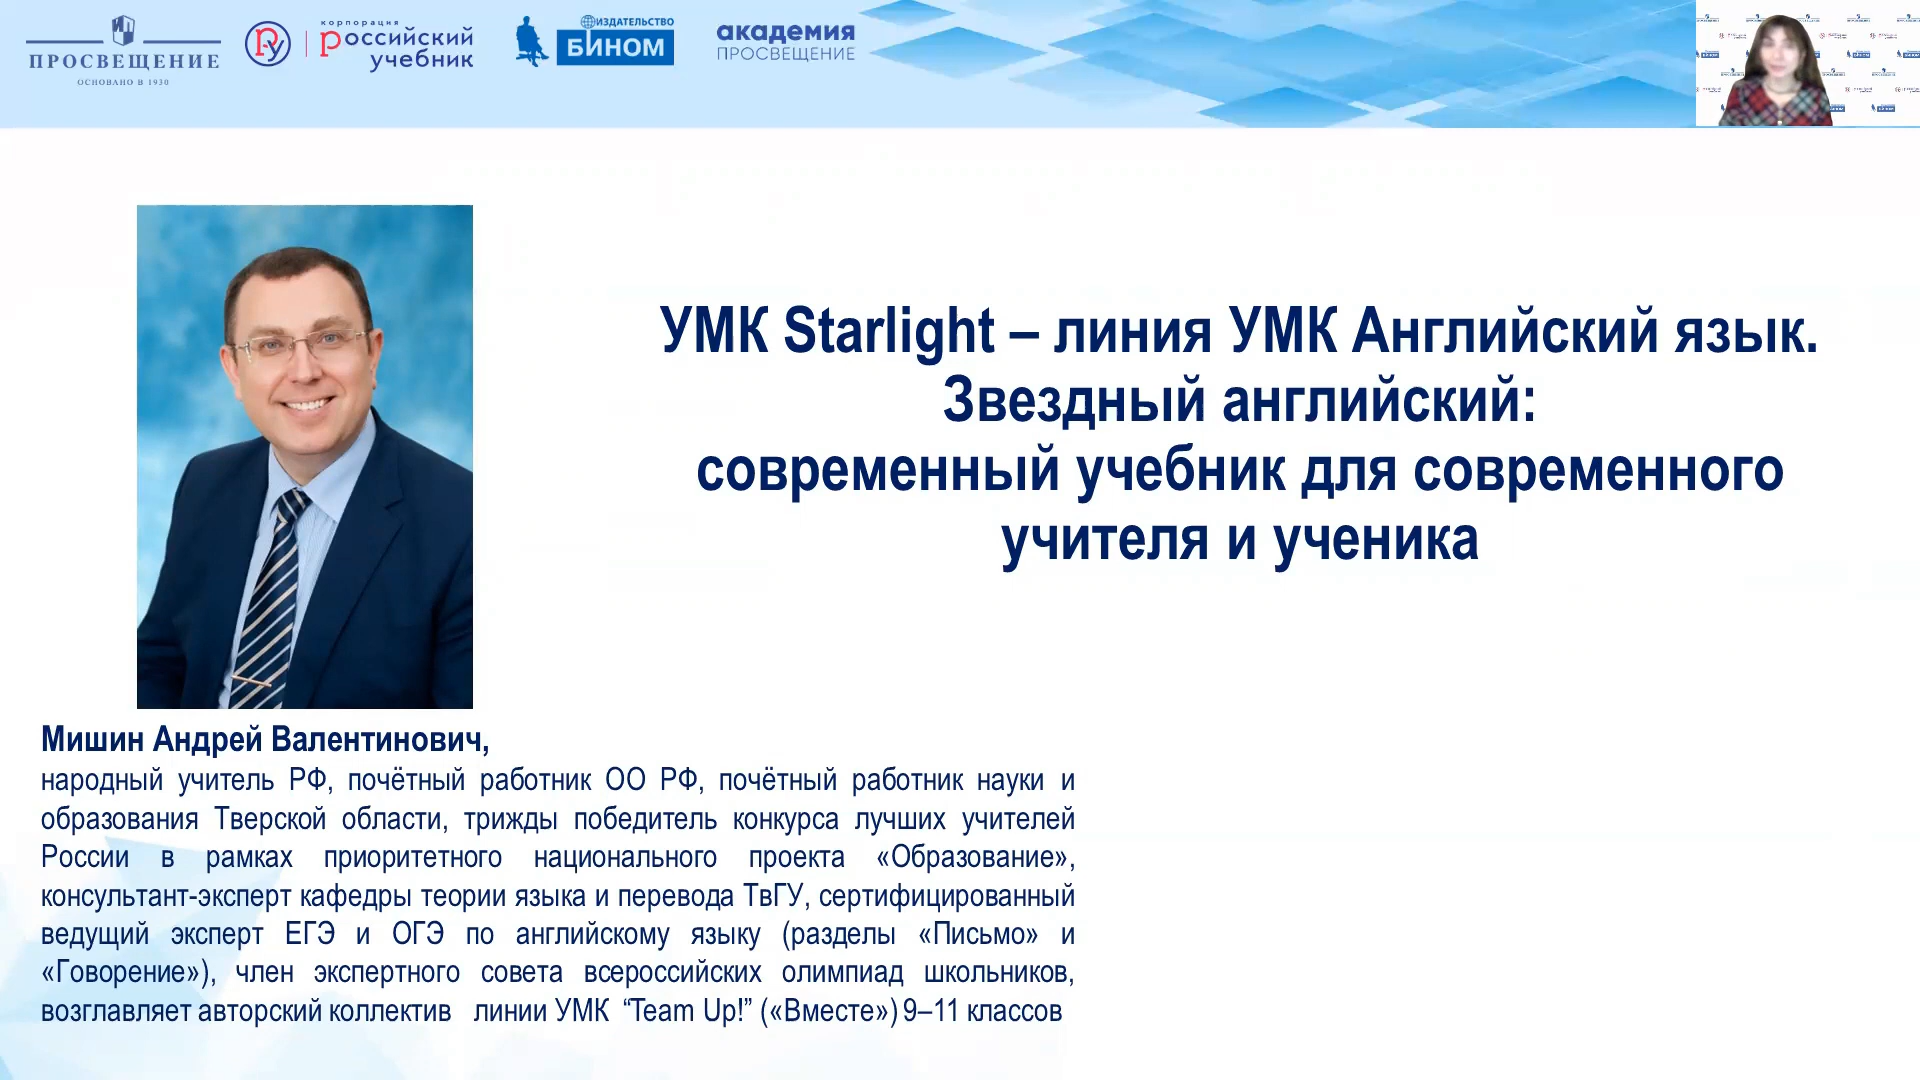 ПРОСВЕЩЕНИЕ
ОСНОВАНО В 1930
РУ
корпорация
российский
учебник
ИЗДАТЕЛЬСТВО
БИНОМ
академия
ПРОСВЕЩЕНИЕ
УМК Starlight – линия УМК Английский язык.
Звездный английский:
современный учебник для современного
учителя и ученика
Мишин Андрей Валентинович,
народный учитель РФ, почётный работник ОО РФ, почётный работник науки и
образования Тверской области, трижды победитель конкурса лучших учителей
России в рамках приоритетного национального проекта «Образование»,
консультант-эксперт кафедры теории языка и перевода ТвГУ, сертифицированный
ведущий эксперт ЕГЭ и ОГЭ по английскому языку (разделы «Письмо» и
«Говорение»), член экспертного совета всероссийских олимпиад школьников,
возглавляет авторский коллектив линии УМК “Team Up!” («Вместе») 9–11 классов